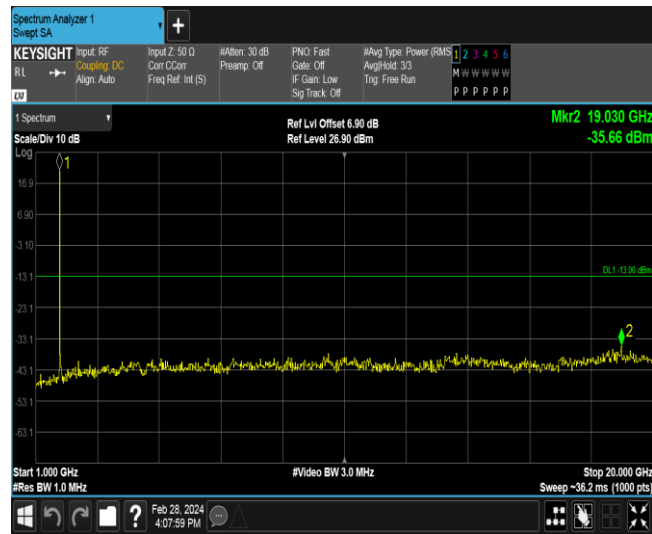 Spectrum Analyzer 1
Swept SA
KEYSIGHT
RL
LXI
Input: RF
Coupling: DC
Align: Auto
Input Z: 50 Ω
Corr CCorr
Freq Ref: Int (S)
#Atten: 30 dB
Preamp: Off
PNO: Fast
Gate: Off
IF Gain: Low
Sig Track: Off
#Avg Type: Power (RMS
Avg|Hold: 3/3
Trig: Free Run
1 2 3 4 5 6
M W W W W W
P P P P P P
1 Spectrum
Scale/Div 10 dB
Log
Ref Lvl Offset 6.90 dB
Ref Level 26.90 dBm
Mkr2 19.030 GHz
-35.66 dBm
1
16.9
6.90
-3.10
DL1 -13.00 dBm
-13.1
-23.1
2
-33.1
-43.1
-53.1
-63.1
Start 1.000 GHz
#Res BW 1.0 MHz
#Video BW 3.0 MHz
Stop 20.000 GHz
Sweep ~36.2 ms (1000 pts)
?
Feb 28, 2024
4:07:59 PM